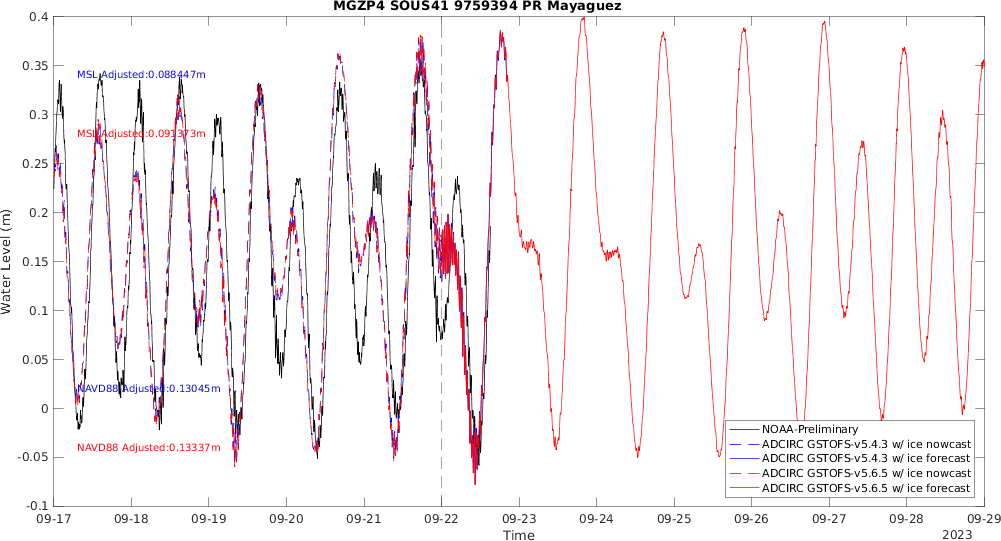 MGZP4 SOUS41 9759394 PR Mayaguez
0.4
0.35
0.3
0.25
0.2
0.15
0.1
0.05
0
-0.05
-0.1
Water Level (m)
MSL Adjusted:0.088447m
MSL Adjusted:0.091373m
NAVD88 Adjusted:0.13045m
NAVD88 Adjusted:0.13337m
NOAA-Preliminary
ADCIRC GSTOFS-v5.4.3 w/ ice nowcast
ADCIRC GSTOFS-v5.4.3 w/ ice forecast
ADCIRC GSTOFS-v5.6.5 w/ ice nowcast
ADCIRC GSTOFS-v5.6.5 w/ ice forecast
09-17 09-18 09-19 09-20 09-21 09-22 09-23 09-24 09-25 09-26 09-27 09-28 09-29
Time
2023